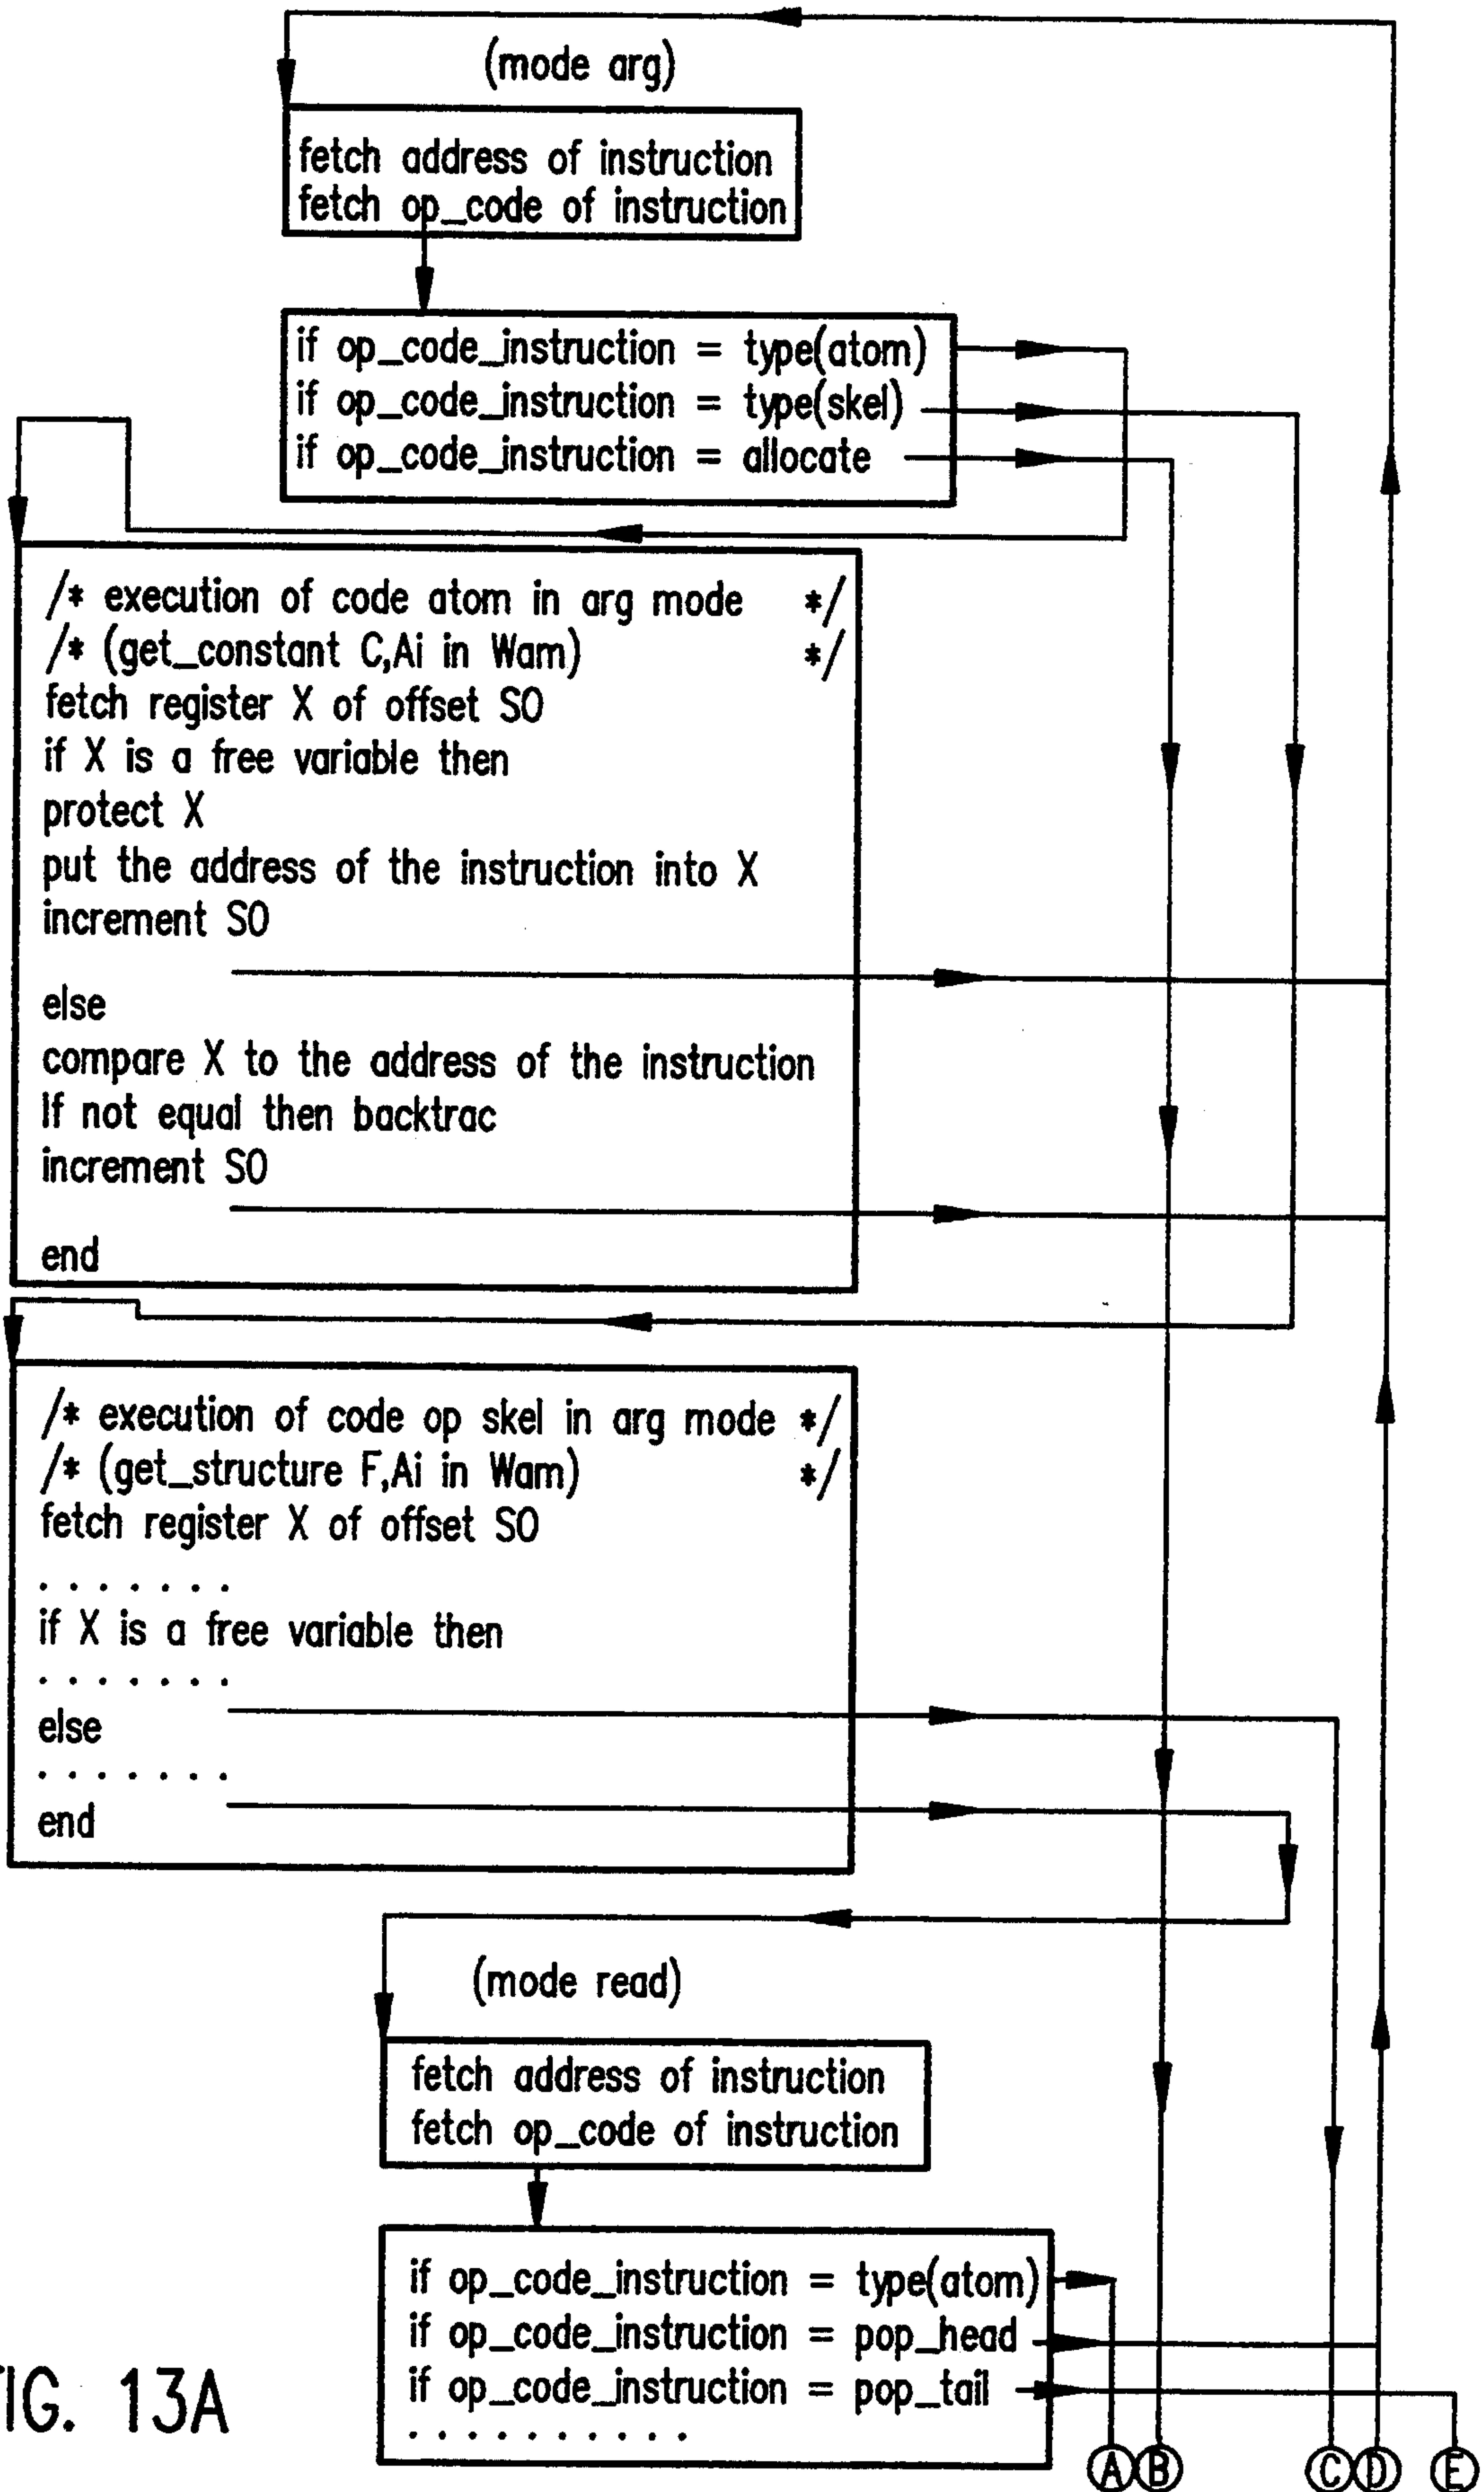 (mode arg)
fetch address of instruction
fetch op_code of instruction
if op_code_instruction = type(atom)
if op_code_instruction = type(skel)
if op_code_instruction = allocate
/* execution of code atom in arg mode */
/* (get_constant C,Ai in Wam) */
fetch register X of offset SO
if X is a free variable then
protect X
put the address of the instruction into X
increment SO
else
compare X to the address of the instruction
If not equal then backtrac
increment SO
end
/* execution of code op skel in arg mode */
/* (get_structure F,Ai in Wam) */
fetch register X of offset SO
. . . . . . .
if X is a free variable then
. . . . . . .
else
. . . . . . .
end
(mode read)
fetch address of instruction
fetch op_code of instruction
if op_code_instruction = type(atom)
if op_code_instruction = pop_head
if op_code_instruction = pop_tail
. . . . . . . . . .
IG. 13A
A B C D E